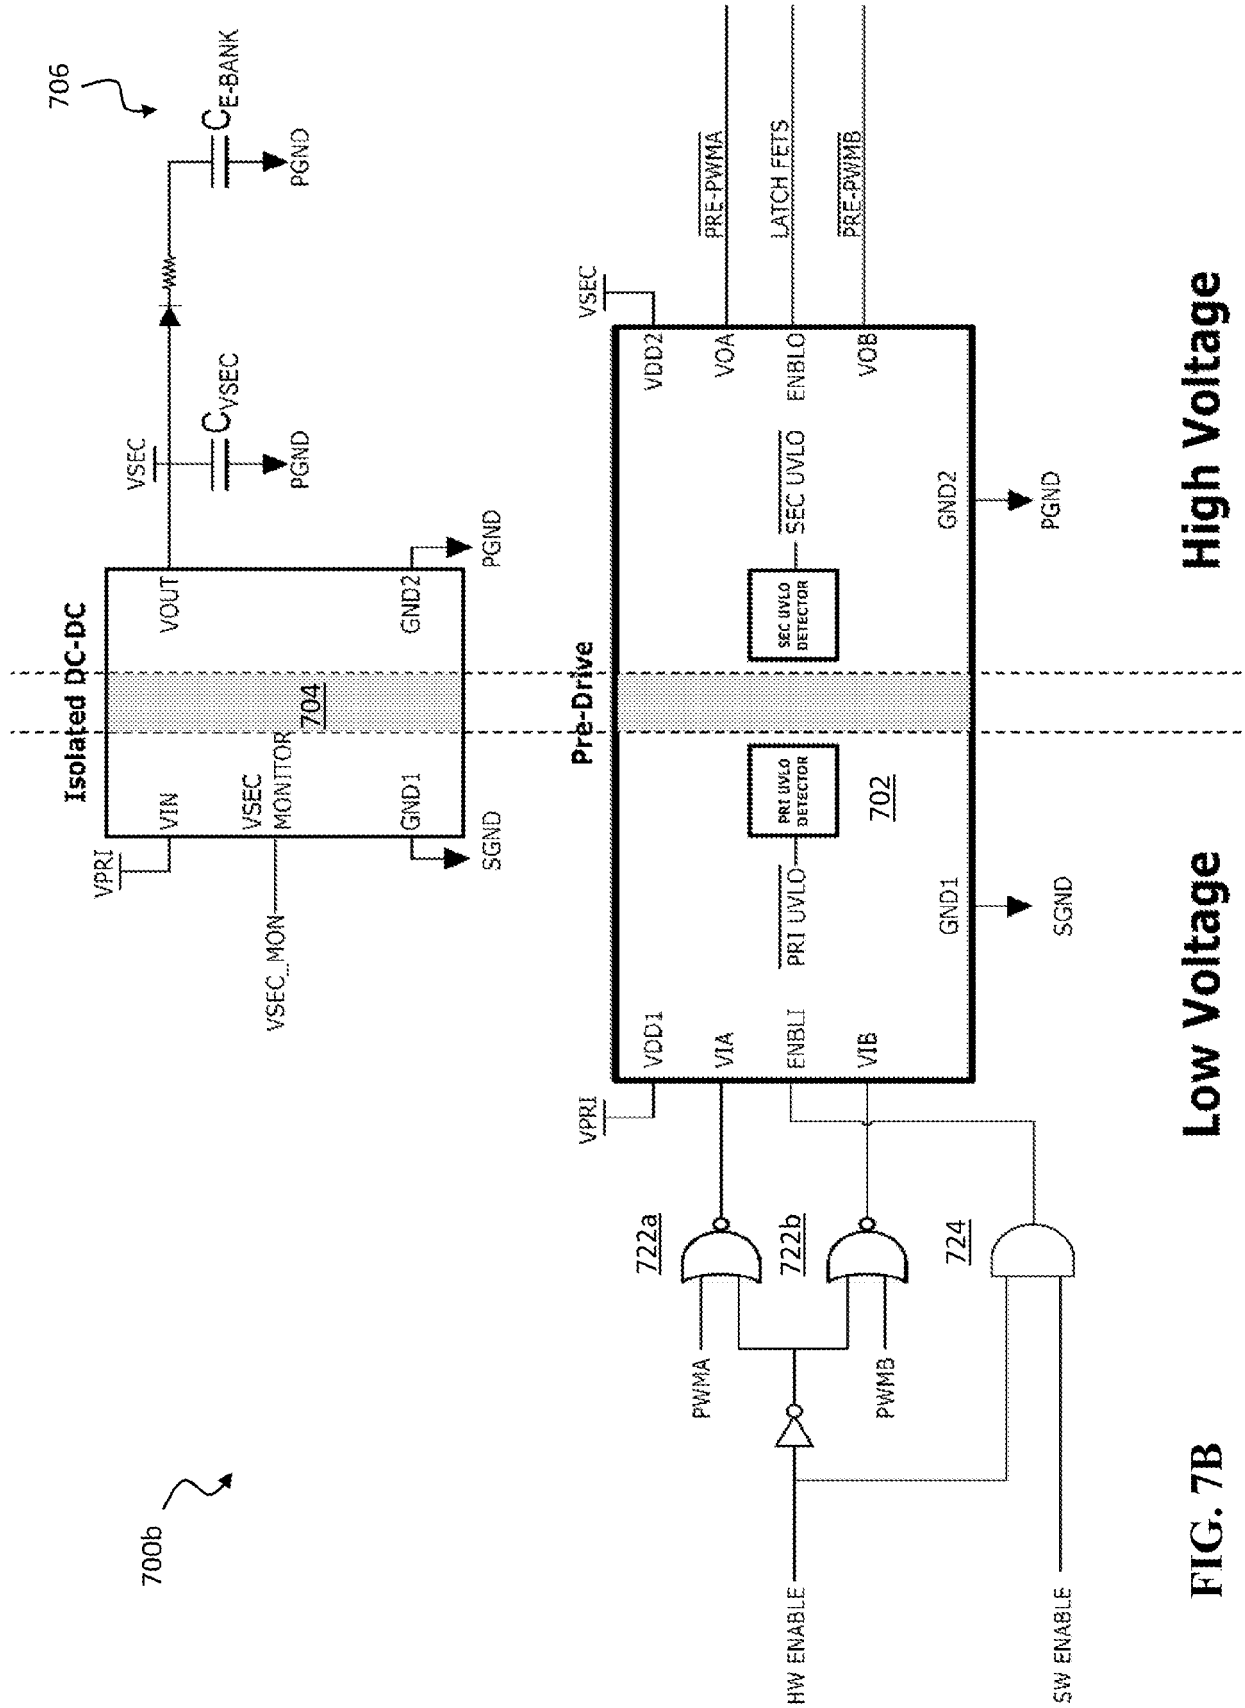 700b
706
Isolated DC-DC
VPRI
VIN
VSEC
MONITOR
VSEC_MON
GND1
SGND
704
VOUT
GND2
PGND
VSEC
CVSEC
PGND
CE-BANK
PGND
Pre-Drive
VPRI
VDD1
VIA
ENBLI
VIB
PRI UVLO
PRI UVLO
DETECTOR
702
GND1
SGND
SEC UVLO
DETECTOR
SEC UVLO
VSEC
VDD2
VOA
ENBLO
VOB
GND2
PGND
PRE-PWMA
LATCH FETS
PRE-PWMB
722a
722b
724
PWMA
PWMB
HW ENABLE
SW ENABLE
Low Voltage
High Voltage
FIG. 7B